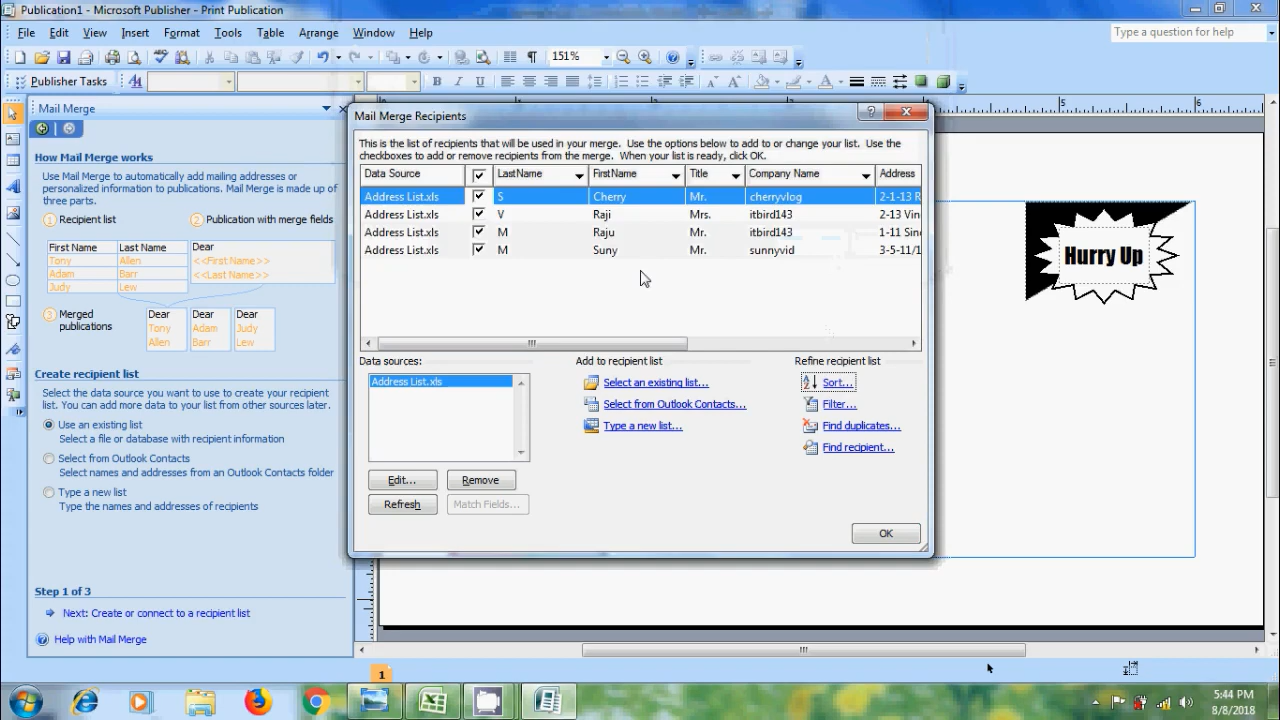 Publication1 - Microsoft Publisher - Print Publication
File Edit View Insert Format Tools Table Arrange Window Help
Type a question for help
151%
Publisher Tasks
B I U
Mail Merge
How Mail Merge works
Use Mail Merge to automatically add mailing addresses or
personalized information to publications. Mail Merge is made up of
three parts.
1 Recipient list
2 Publication with merge fields
First Name Last Name
Tony Allen
Adam Barr
Judy Lew
Dear
<<First Name >>
<<Last Name >>
3 Merged
publications
Dear
Tony
Allen
Dear
Adam
Barr
Dear
Judy
Lew
Create recipient list
Select the data source you want to use to create your recipient
list. You can add more data to your list from other sources later.
Use an existing list
Select a file or database with recipient information
Select from Outlook Contacts
Select names and addresses from an Outlook Contacts folder
Type a new list
Type the names and addresses of recipients
Step 1 of 3
Next: Create or connect to a recipient list
Help with Mail Merge
Mail Merge Recipients
This is the list of recipients that will be used in your merge. Use the options below to add to or change your list. Use the
checkboxes to add or remove recipients from the merge. When your list is ready, click OK.
Data Source LastName FirstName Title Company Name Address
Address List.xls S Cherry Mr. cherryvlog 2-1-13 R
Address List.xls V Raji Mrs. itbird143 2-13 Vin
Address List.xls M Raju Mr. itbird143 1-11 Sin
Address List.xls M Suny Mr. sunnyvid 3-5-11/1
Data sources:
Address List.xls
Add to recipient list
Select an existing list...
Select from Outlook Contacts...
Type a new list...
Refine recipient list
Sort...
Filter...
Find duplicates...
Find recipient...
Edit... Remove
Refresh Match Fields...
OK
5 6
Hurry Up
1
5:44 PM
8/8/2018